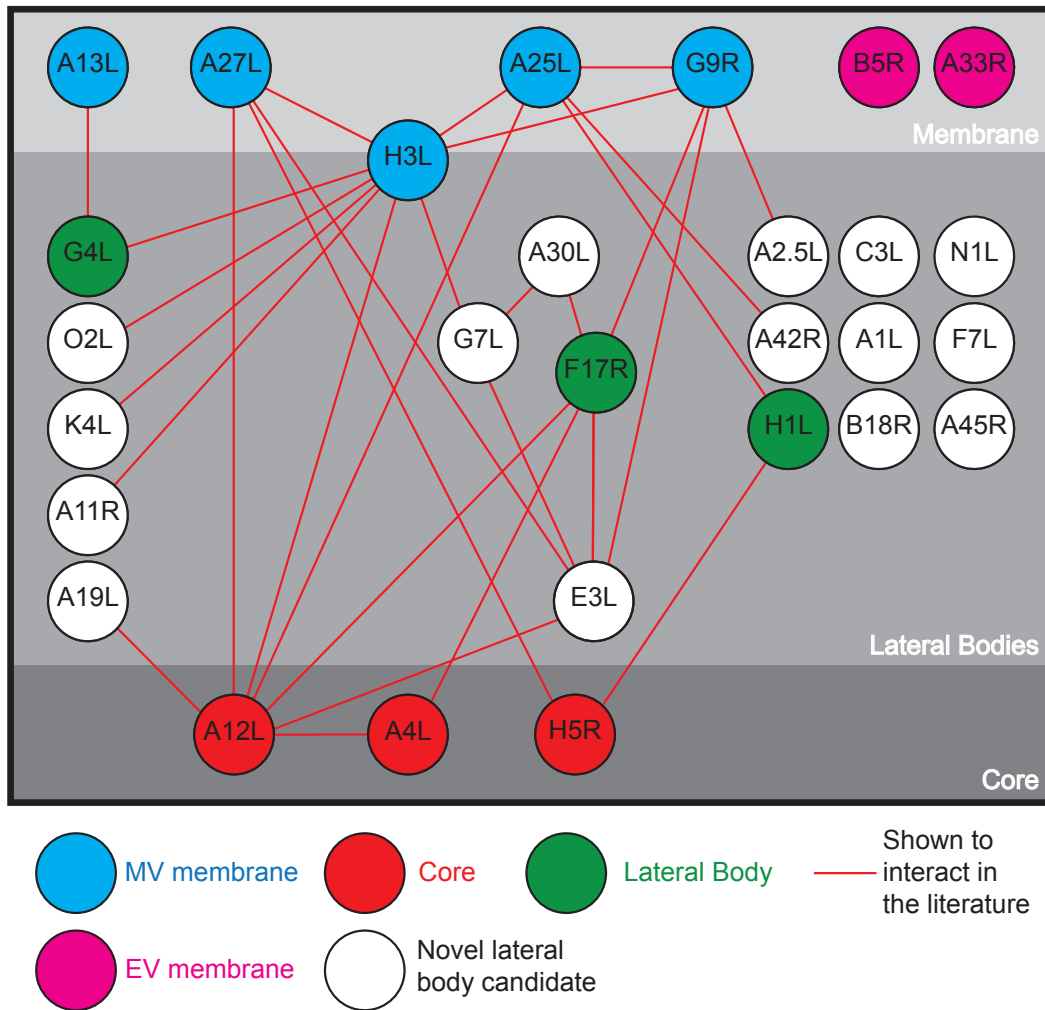 A13L
A27L
A25L
G9R
B5R
A33R
Membrane
H3L
G4L
A30L
A2.5L
C3L
N1L
O2L
G7L
F17R
A42R
A1L
F7L
K4L
H1L
B18R
A45R
A11R
A19L
E3L
Lateral Bodies
A12L
A4L
H5R
Core
MV membrane
Core
Lateral Body
Shown to
interact in
the literature
EV membrane
Novel lateral
body candidate